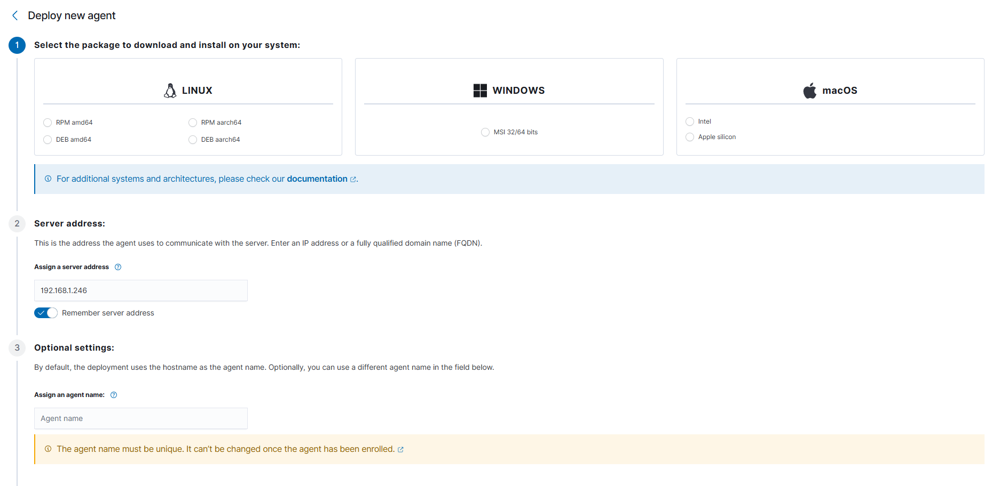 Deploy new agent
1
Select the package to download and install on your system:
LINUX
RPM amd64
RPM aarch64
DEB amd64
DEB aarch64
WINDOWS
MSI 32/64 bits
macOS
Intel
Apple silicon
For additional systems and architectures, please check our documentation.
2
Server address:
This is the address the agent uses to communicate with the server. Enter an IP address or a fully qualified domain name (FQDN).
Assign a server address
192.168.1.246
Remember server address
3
Optional settings:
By default, the deployment uses the hostname as the agent name. Optionally, you can use a different agent name in the field below.
Assign an agent name:
Agent name
The agent name must be unique. It can’t be changed once the agent has been enrolled.